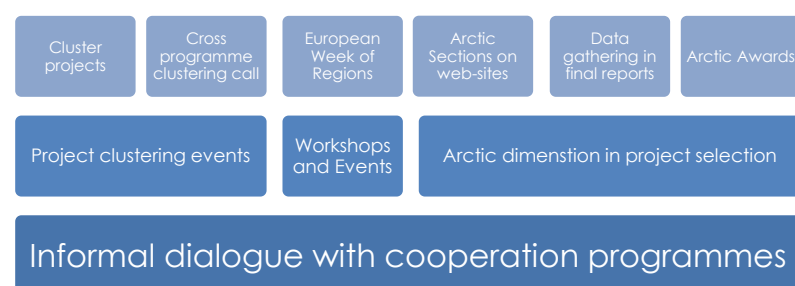 Cluster
projects
Cross
programme
clustering call
European
Week of
Regions
Arctic
Sections on
web-sites
Data
gathering in
final reports
Arctic Awards
Project clustering events
Workshops
and Events
Arctic dimenstion in project selection
Informal dialogue with cooperation programmes